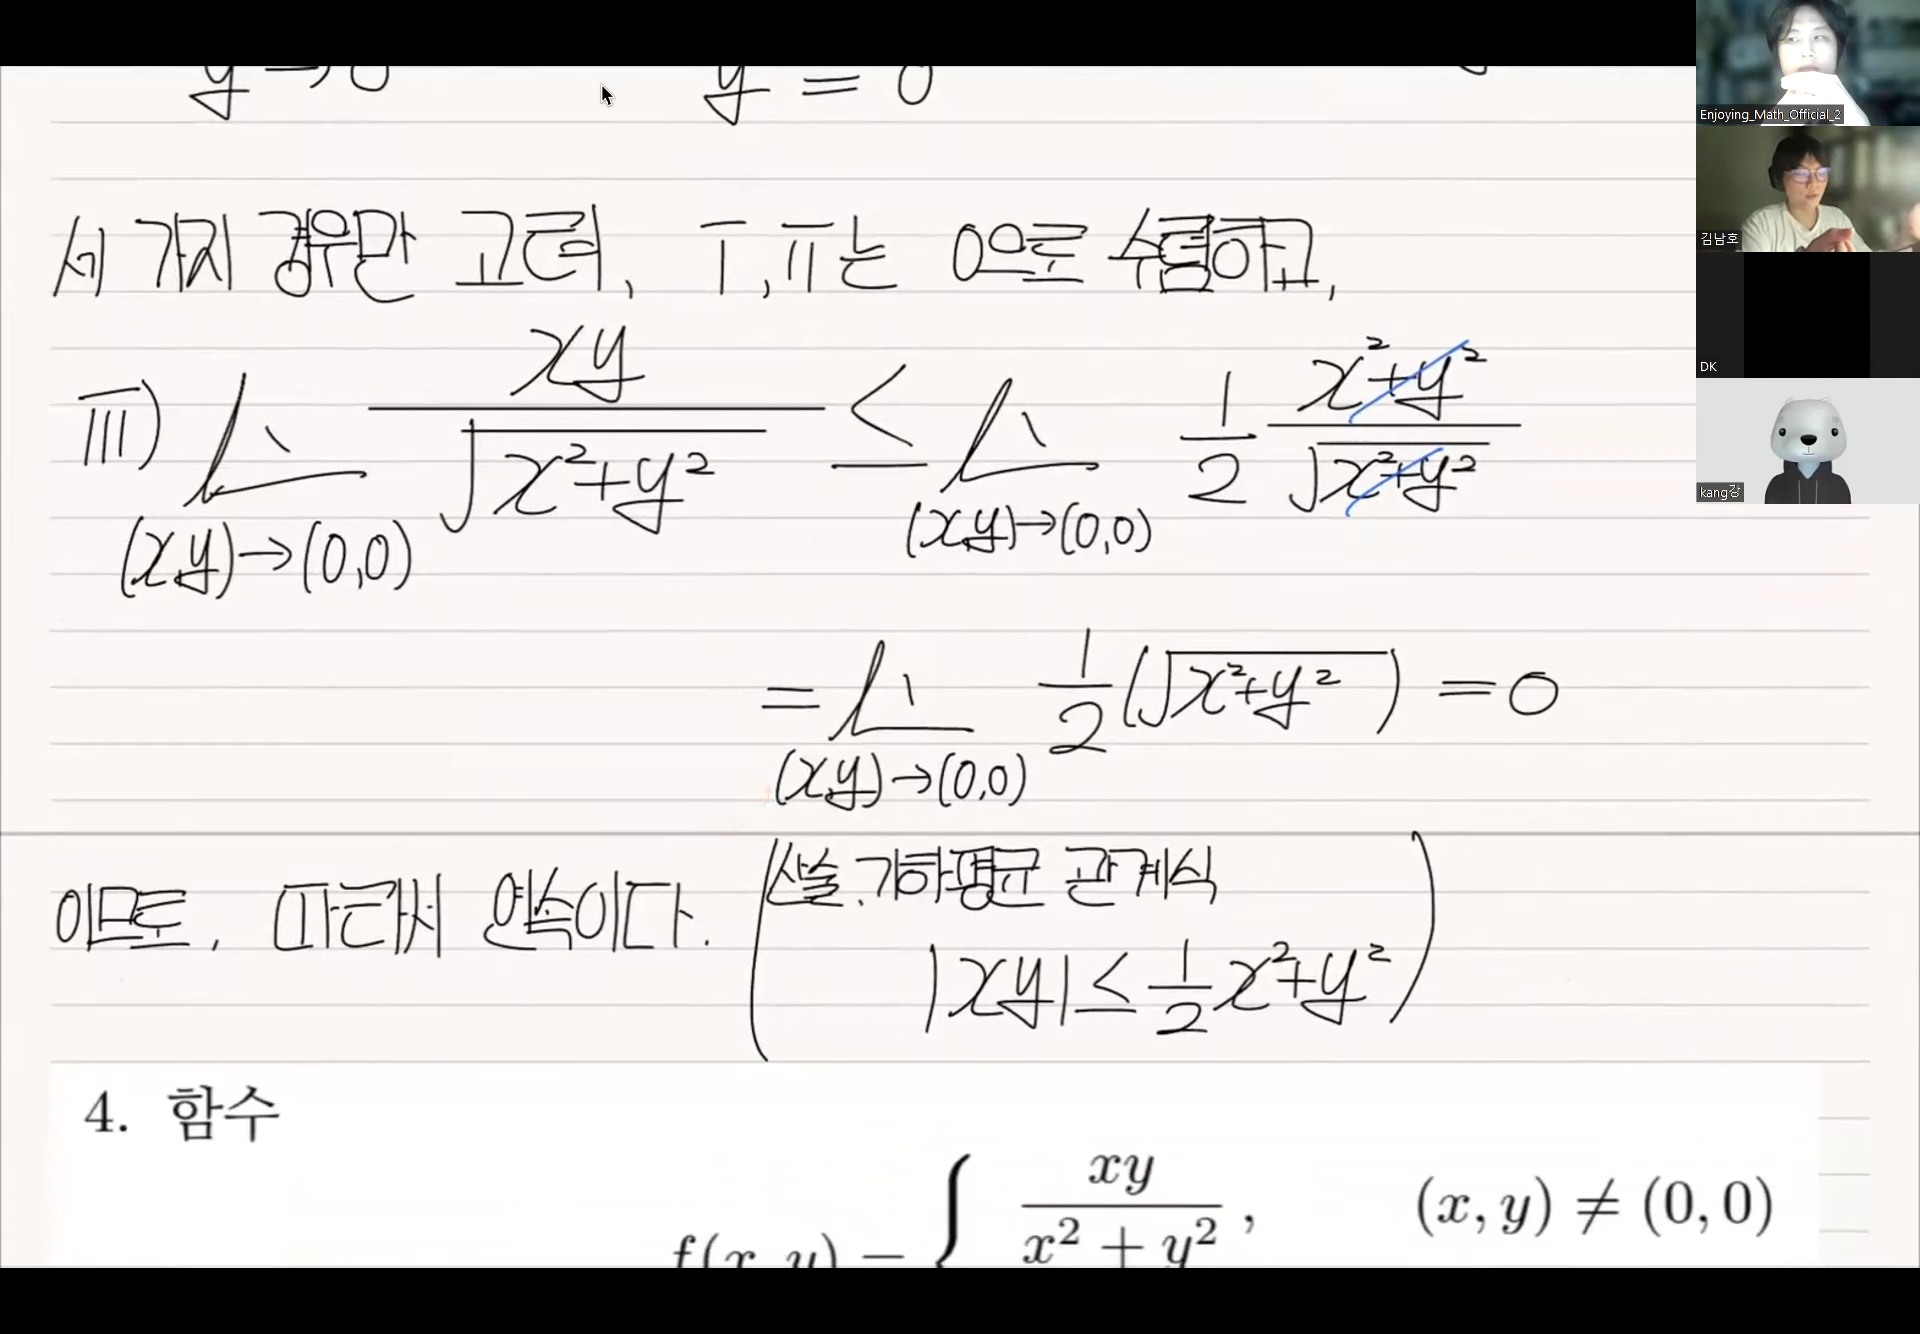 y→0 y = 0
세 가지 경우만 고려, Ⅰ,Ⅱ는 0으로 수렴하고,
Ⅲ) lim (x,y)→(0,0) xy / √(x²+y²) ≤ lim (x,y)→(0,0) 1/2 (x²+y²) / √(x²+y²)
= lim (x,y)→(0,0) 1/2 (√(x²+y²)) = 0
이므로, 따라서 연속이다. (산술.기하평균 관계식
|xy| ≤ 1/2 x²+y²)
4. 함수
f(x, y) = { xy / x² + y² , (x, y) ≠ (0, 0)
Enjoying_Math_Official_2
김남호
DK
kang강